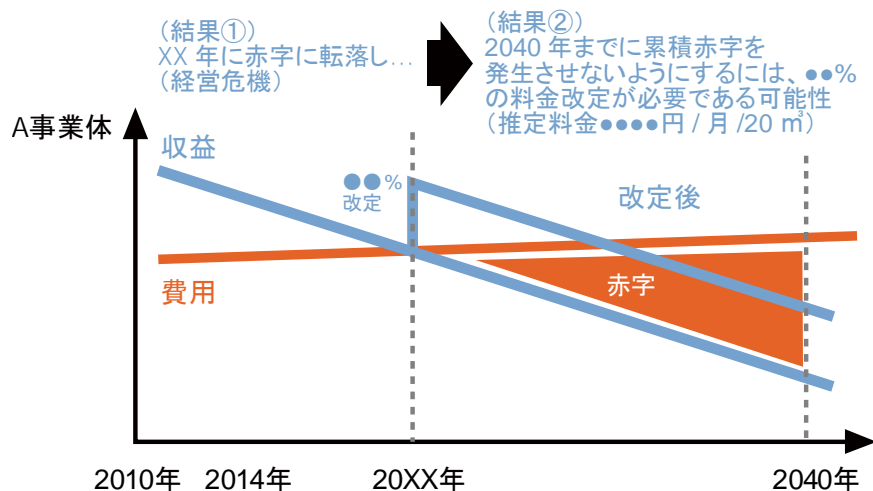 (結果①)
XX 年に赤字に転落し…
(経営危機)
(結果②)
2040 年までに累積赤字を
発生させないようにするには、●●%
の料金改定が必要である可能性
(推定料金●●●●円 / 月 /20 ㎥)
A事業体
収益
●●%
改定
改定後
費用
赤字
2010年 2014年 20XX年 2040年